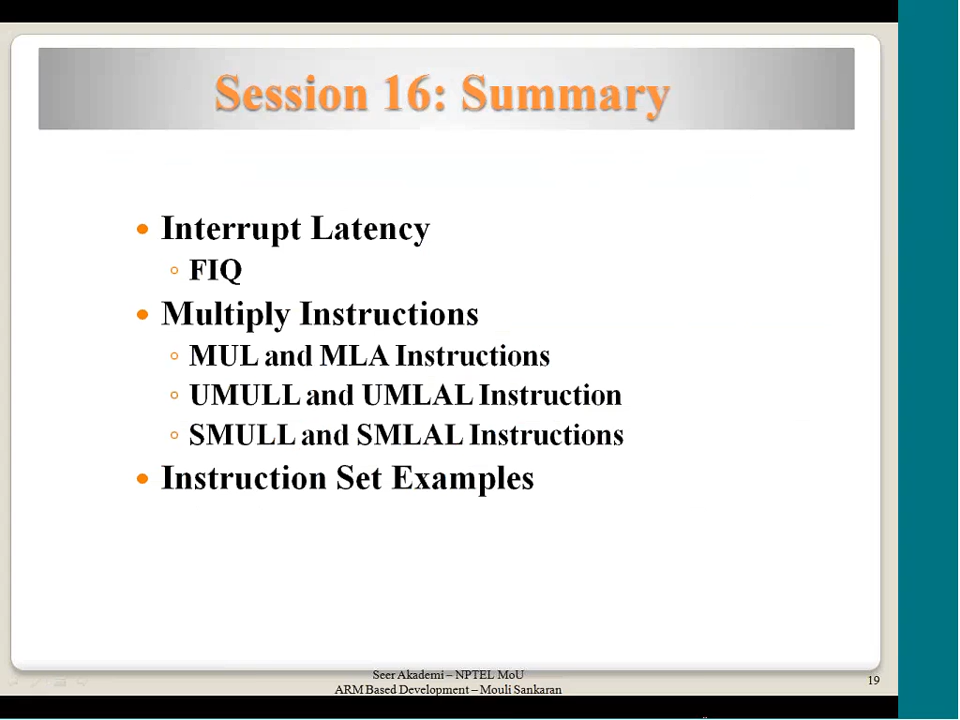 Session 16: Summary
Interrupt Latency
FIQ
Multiply Instructions
MUL and MLA Instructions
UMULL and UMLAL Instruction
SMULL and SMLAL Instructions
Instruction Set Examples
Seer Akademi – NPTEL MoU
ARM Based Development – Mouli Sankaran
19